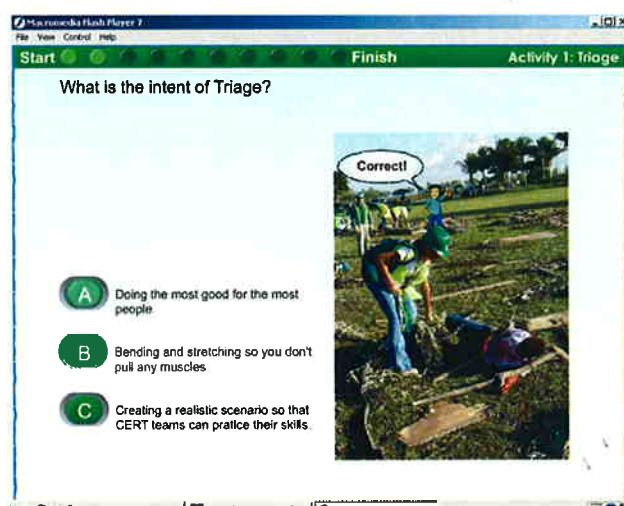 Macromedia Flash Player 7
File View Control Help
Start Finish Activity 1: Triage
What is the intent of Triage?
Correct!
A Doing the most good for the most
people
B Bending and stretching so you don't
pull any muscles
C Creating a realistic scenario so that
CERT teams can pratice their skills.